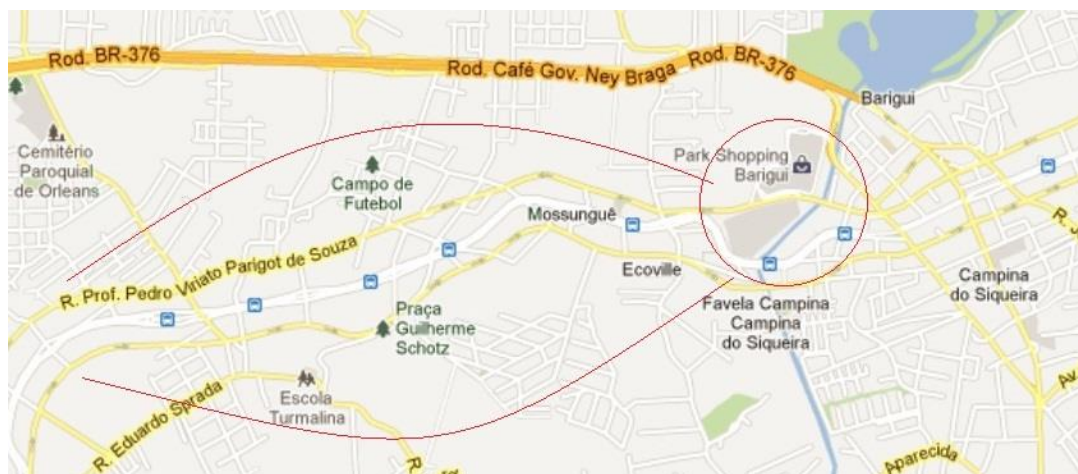 Rod. BR-376
Rod. Café Gov. Ney Braga
Rod. BR-376
Barigui
Cemitério
Paroquial
de Orleans
Park Shopping
Barigui
Campo de
Futebol
Mossunguê
R. Prof. Pedro Viriato Parigot de Souza
Ecoville
Campina
do Siqueira
Favela Campina
Campina
do Siqueira
Praça
Guilherme
Schotz
Escola
Turmalina
R. Eduardo Sprada
Av.
Aparecida